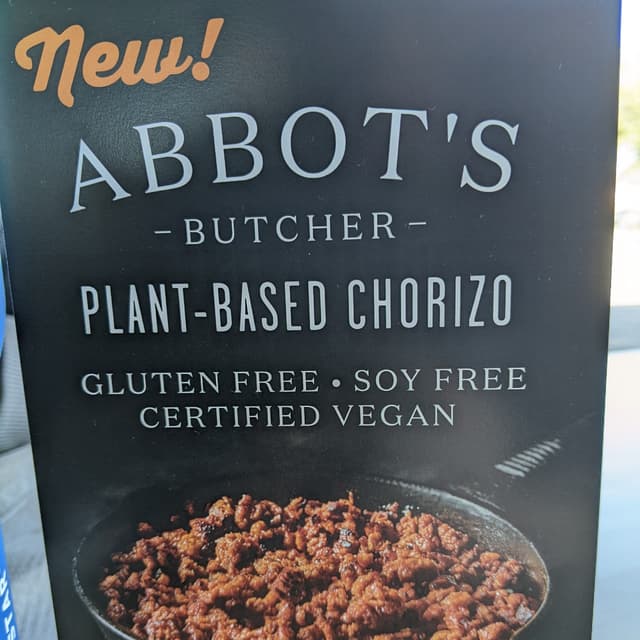 New!
ABBOT'S
- BUTCHER -
PLANT-BASED CHORIZO
GLUTEN FREE • SOY FREE
CERTIFIED VEGAN